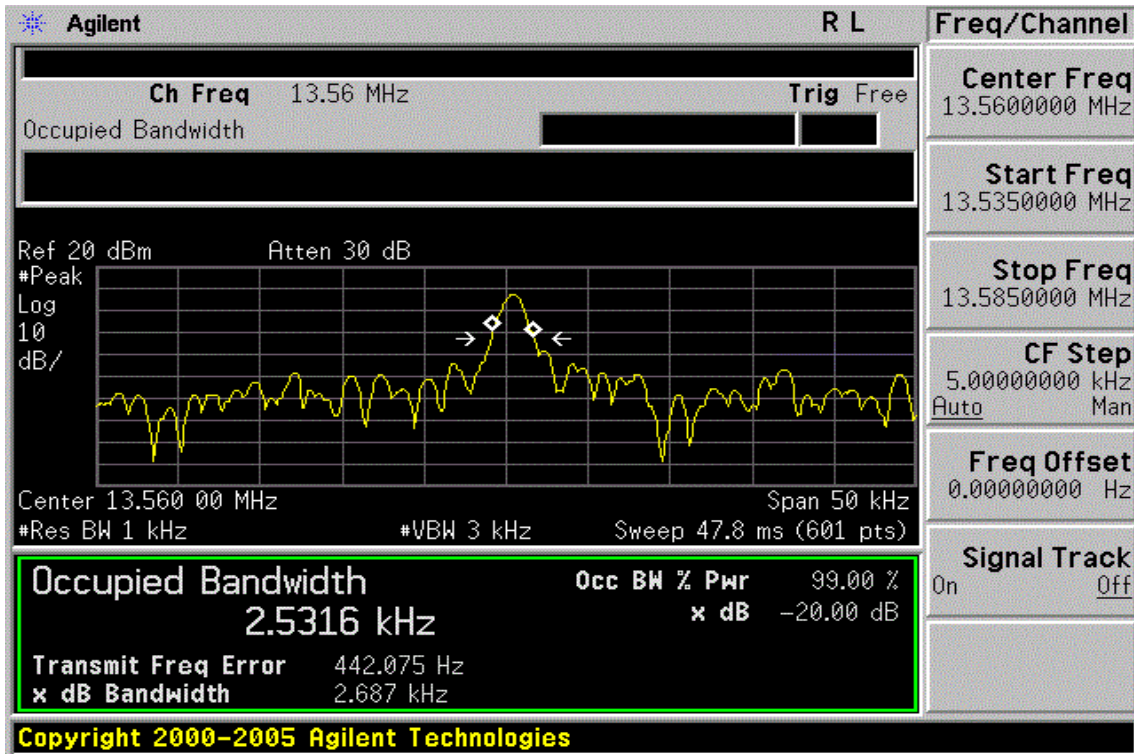 Agilent
R L
Ch Freq 13.56 MHz
Trig Free
Occupied Bandwidth
Ref 20 dBm
Atten 30 dB
#Peak
Log
10
dB/
Center 13.560 00 MHz
Span 50 kHz
#Res BW 1 kHz
#VBW 3 kHz
Sweep 47.8 ms (601 pts)
Occupied Bandwidth
2.5316 kHz
Occ BW % Pwr 99.00 %
x dB -20.00 dB
Transmit Freq Error 442.075 Hz
x dB Bandwidth 2.687 kHz
Copyright 2000-2005 Agilent Technologies
Freq/Channel
Center Freq
13.5600000 MHz
Start Freq
13.5350000 MHz
Stop Freq
13.5850000 MHz
CF Step
5.00000000 kHz
Auto Man
Freq Offset
0.00000000 Hz
Signal Track
On Off